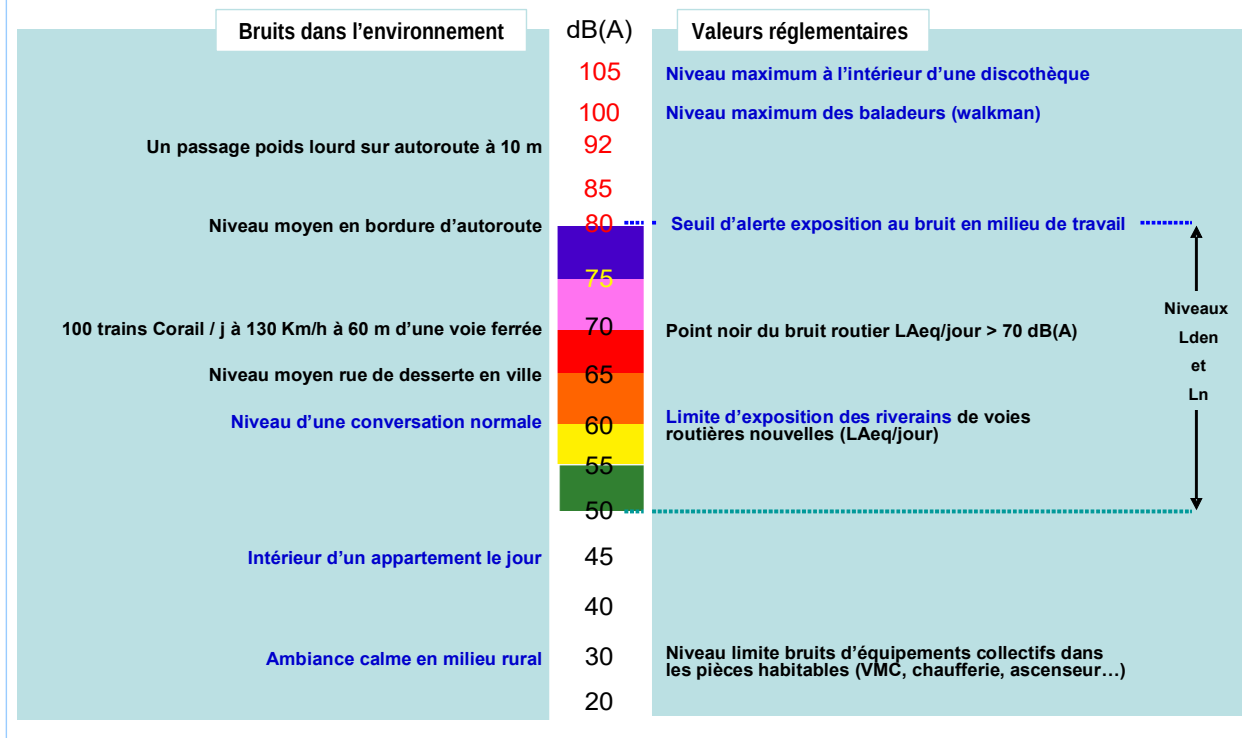 Bruits dans l’environnement dB(A) Valeurs réglementaires
105 Niveau maximum à l’intérieur d’une discothèque
100 Niveau maximum des baladeurs (walkman)
Un passage poids lourd sur autoroute à 10 m 92
85
Niveau moyen en bordure d’autoroute 80 Seuil d’alerte exposition au bruit en milieu de travail
75
Niveaux
100 trains Corail / j à 130 Km/h à 60 m d’une voie ferrée 70 Point noir du bruit routier LAeq/jour > 70 dB(A)
Lden
et
Niveau moyen rue de desserte en ville 65
Ln
Niveau d’une conversation normale 60 Limite d’exposition des riverains de voies
routières nouvelles (LAeq/jour)
55
50
Intérieur d’un appartement le jour 45
40
Ambiance calme en milieu rural 30 Niveau limite bruits d’équipements collectifs dans
les pièces habitables (VMC, chaufferie, ascenseur…)
20